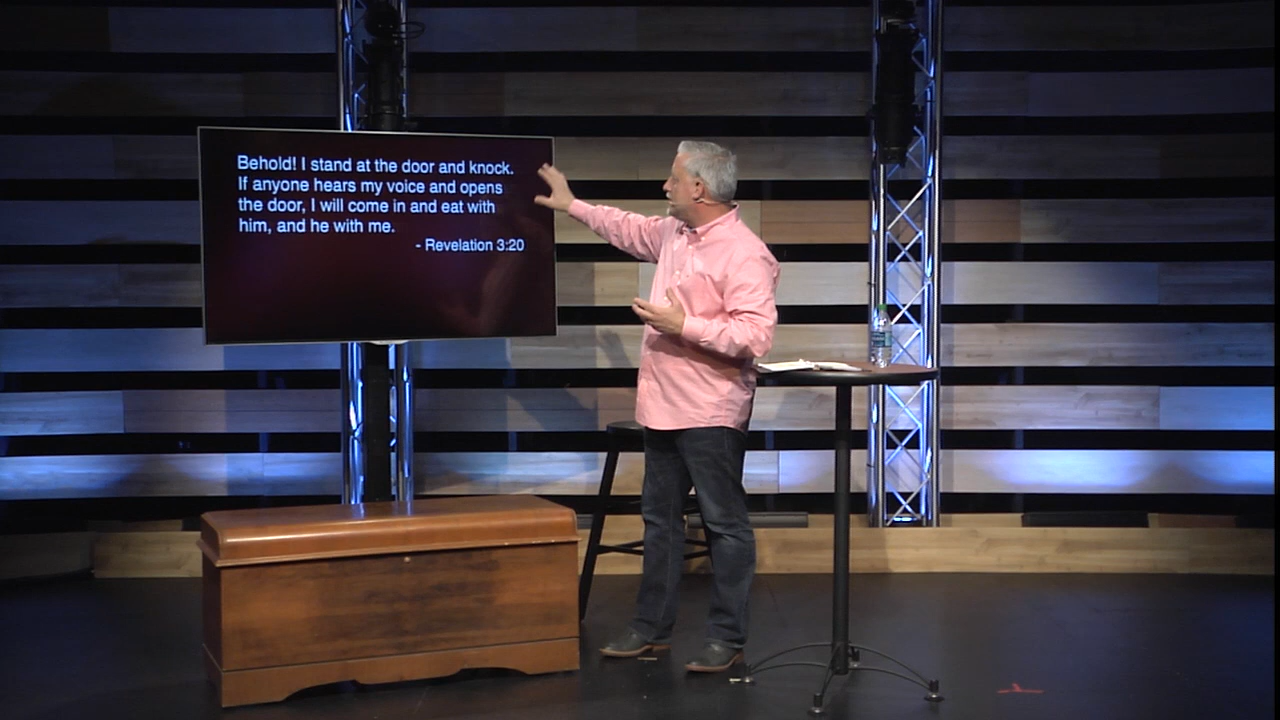 Behold! I stand at the door and knock.
If anyone hears my voice and opens
the door, I will come in and eat with
him, and he with me.
- Revelation 3:20